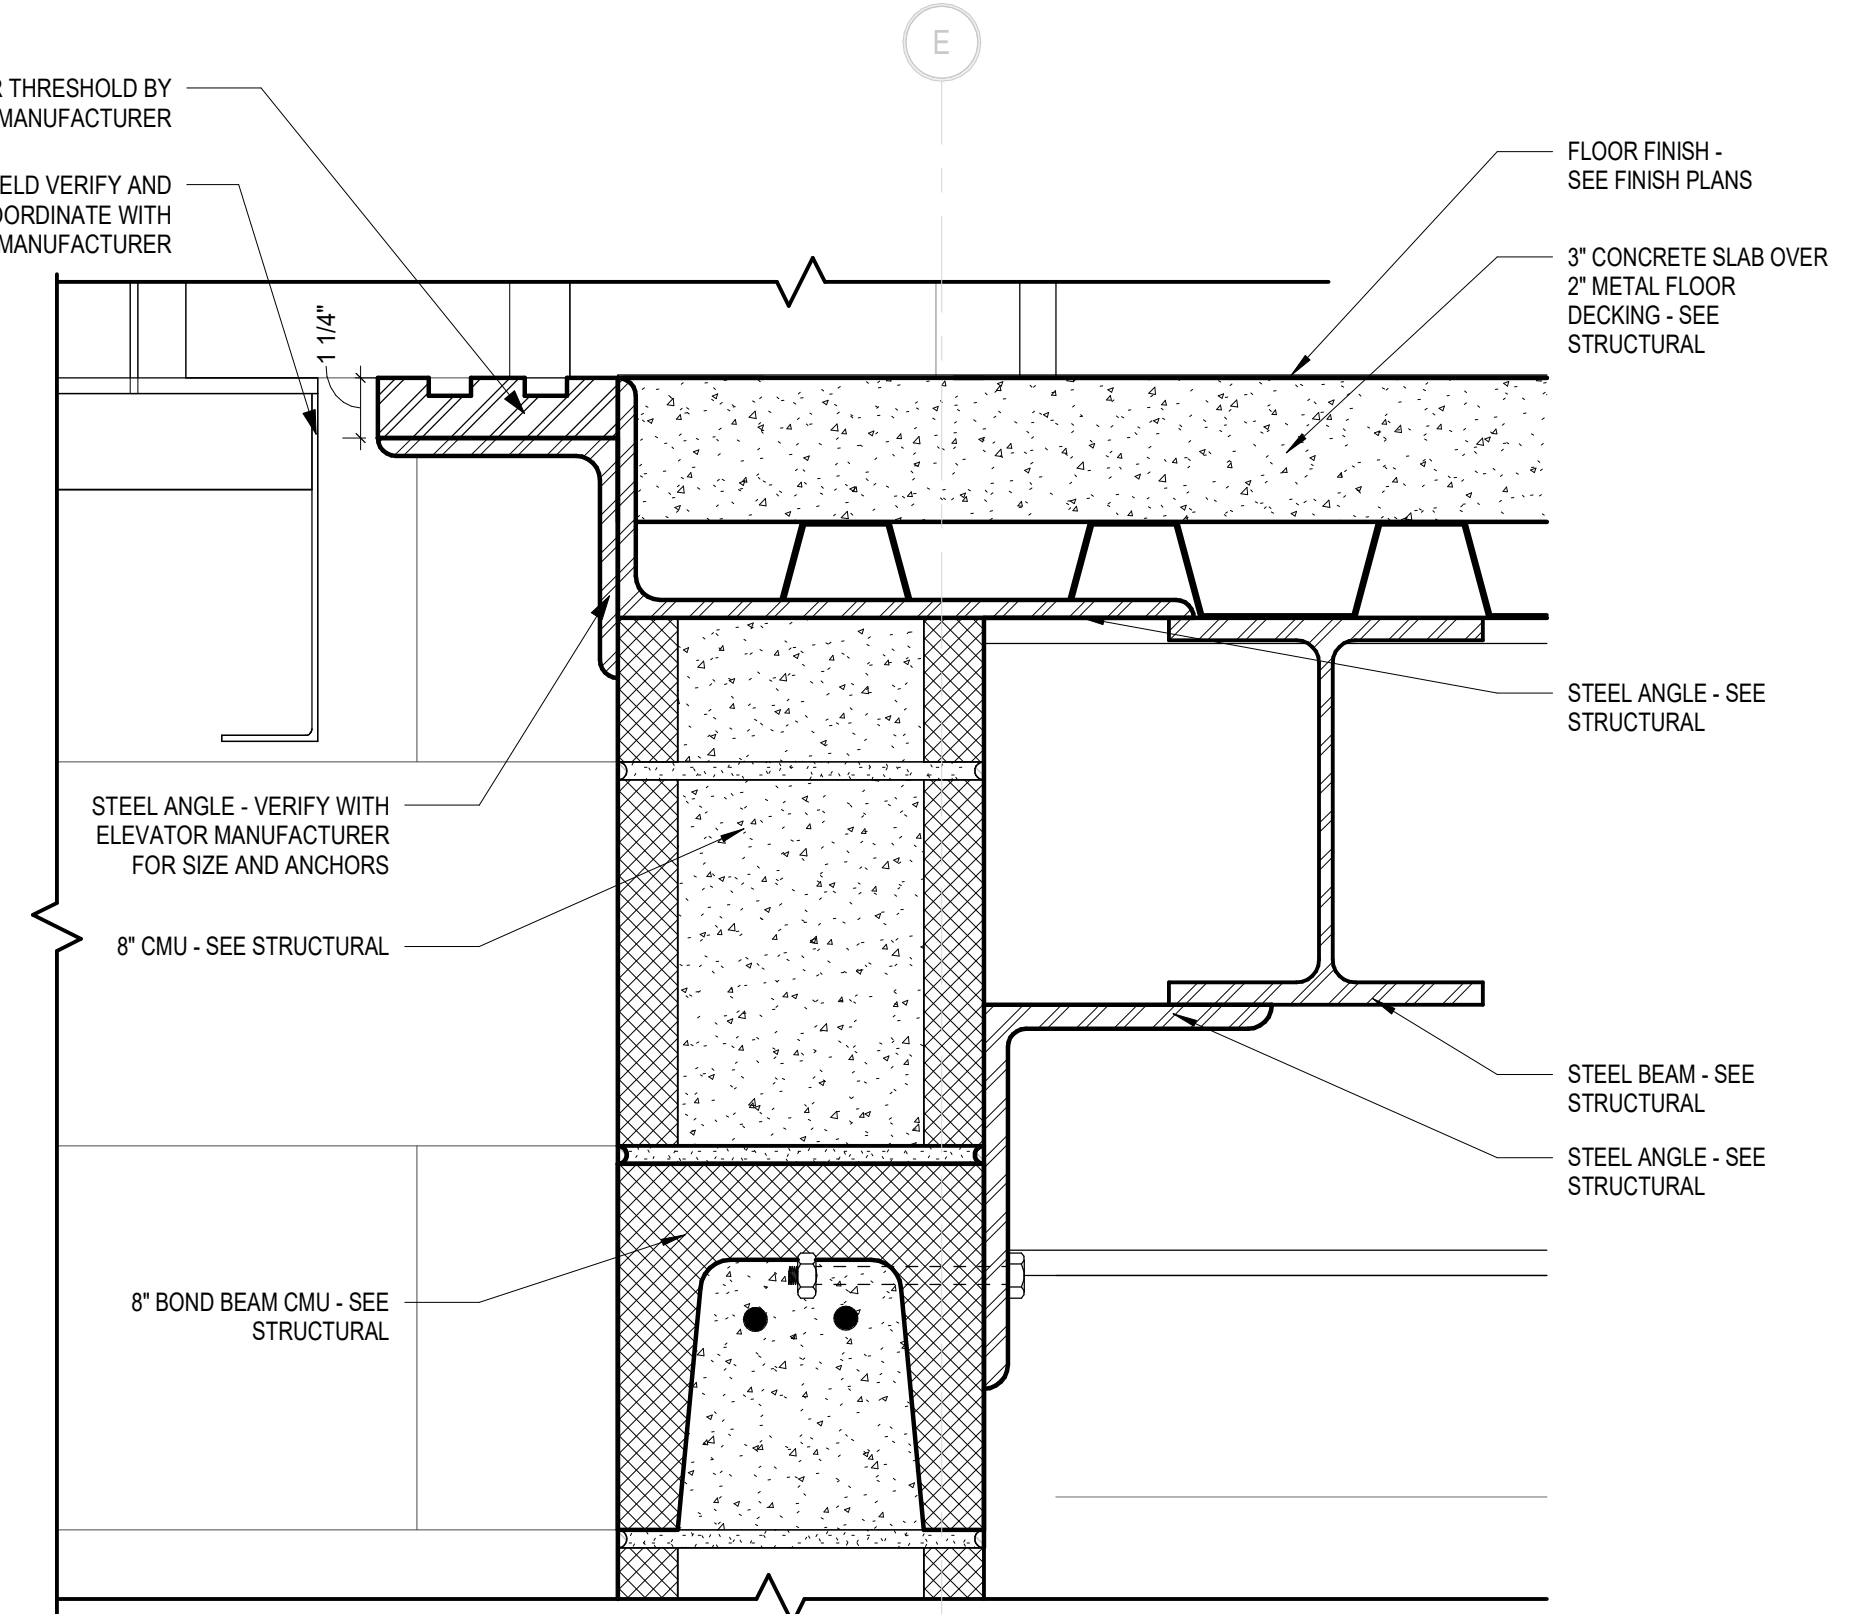 E
R THRESHOLD BY
MANUFACTURER
ELD VERIFY AND
OORDINATE WITH
MANUFACTURER
1 1/4"
FLOOR FINISH -
SEE FINISH PLANS
3" CONCRETE SLAB OVER
2" METAL FLOOR
DECKING - SEE
STRUCTURAL
STEEL ANGLE - SEE
STRUCTURAL
STEEL ANGLE - VERIFY WITH
ELEVATOR MANUFACTURER
FOR SIZE AND ANCHORS
8" CMU - SEE STRUCTURAL
STEEL BEAM - SEE
STRUCTURAL
STEEL ANGLE - SEE
STRUCTURAL
8" BOND BEAM CMU - SEE
STRUCTURAL